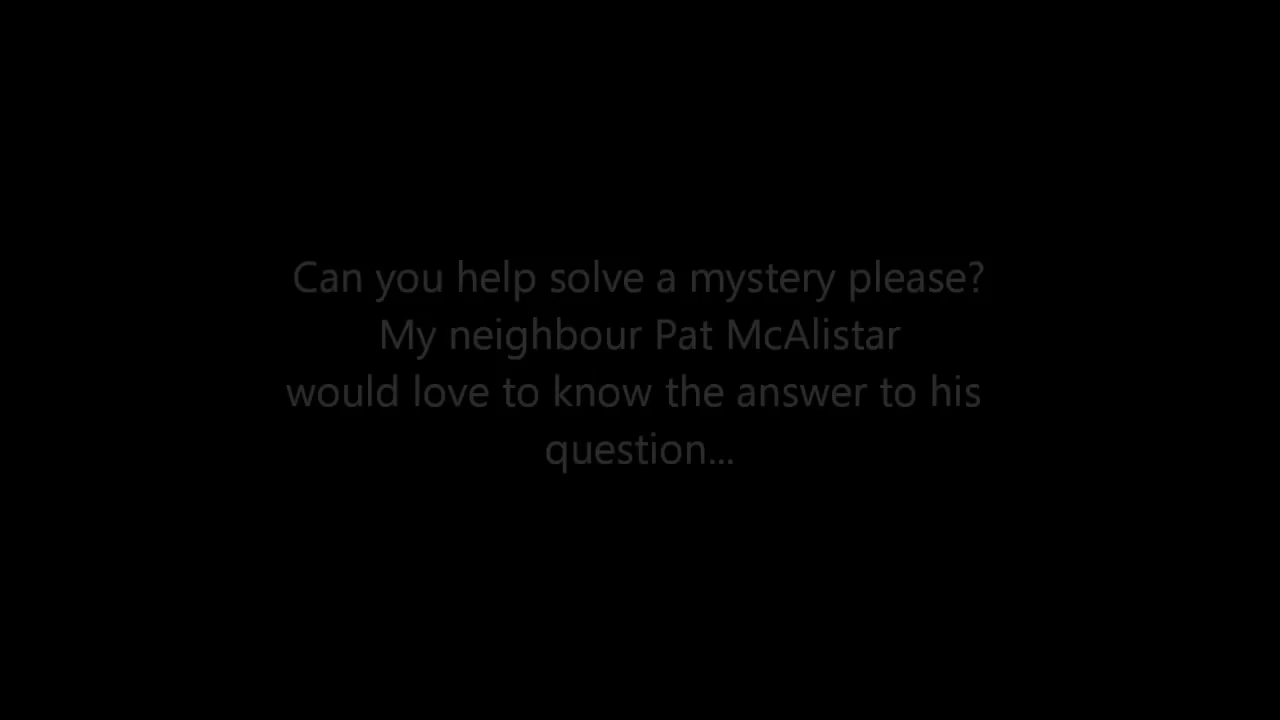 Can you help solve a mystery please?
My neighbour Pat McAlistar
would love to know the answer to his
question...